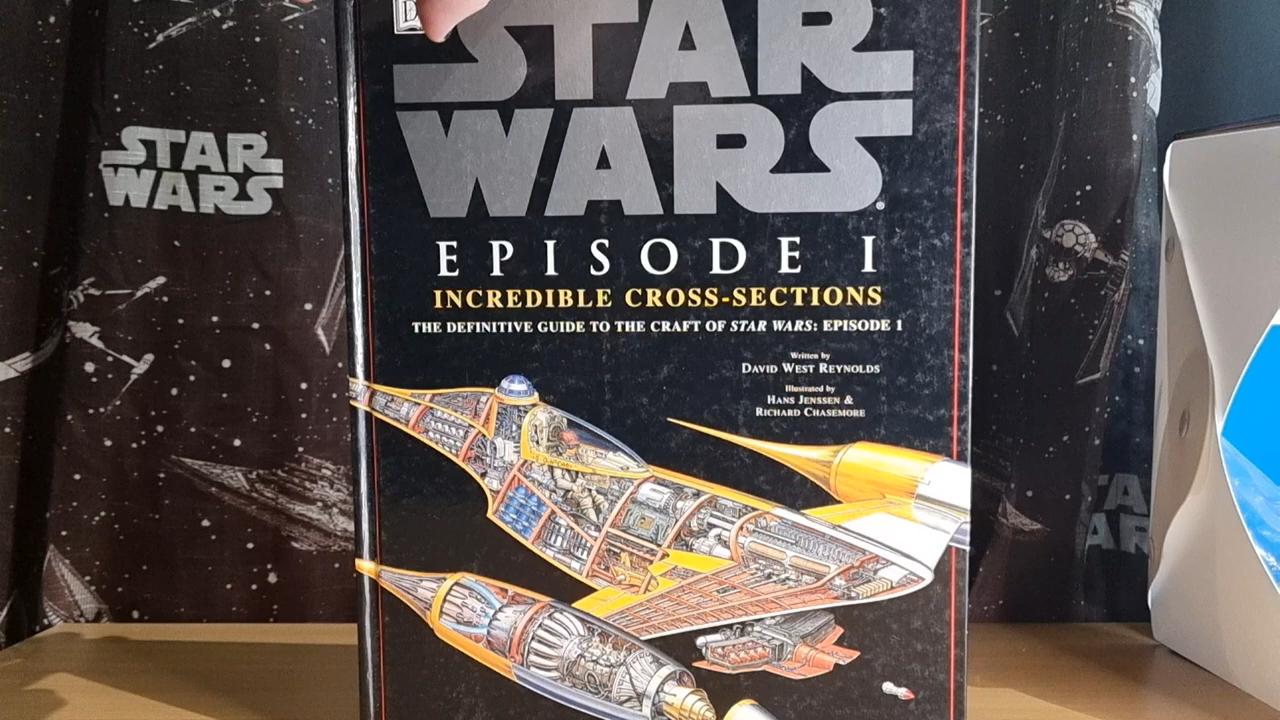 STAR
WARS
STAR
WARS®
EPISODE I
INCREDIBLE CROSS-SECTIONS
THE DEFINITIVE GUIDE TO THE CRAFT OF STAR WARS: EPISODE 1
Written by
DAVID WEST REYNOLDS
Illustrated by
HANS JENSSEN &
RICHARD CHASEMORE